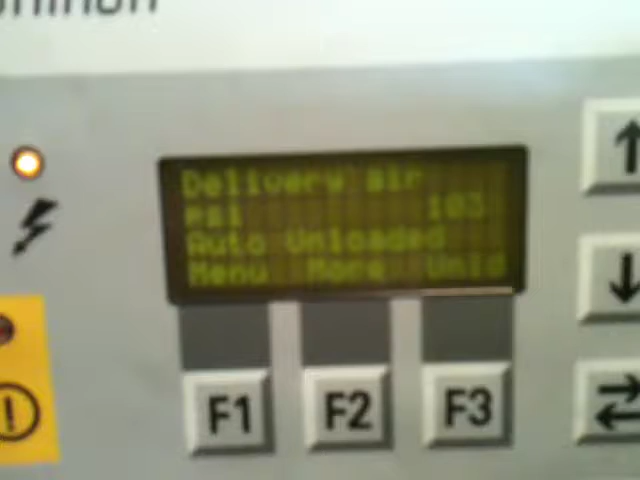 Delivery air
psi 103
Auto Unloaded
Menu More Unld
F1 F2 F3